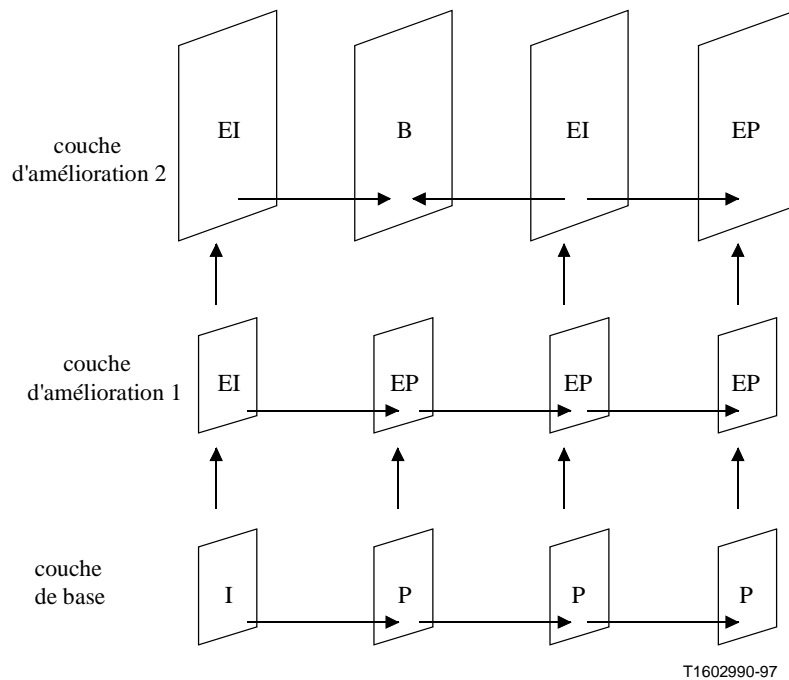 EI B EI EP
couche
d'amélioration 2
couche
d'amélioration 1
EI EP EP EP
couche
de base
I P P P
T1602990-97